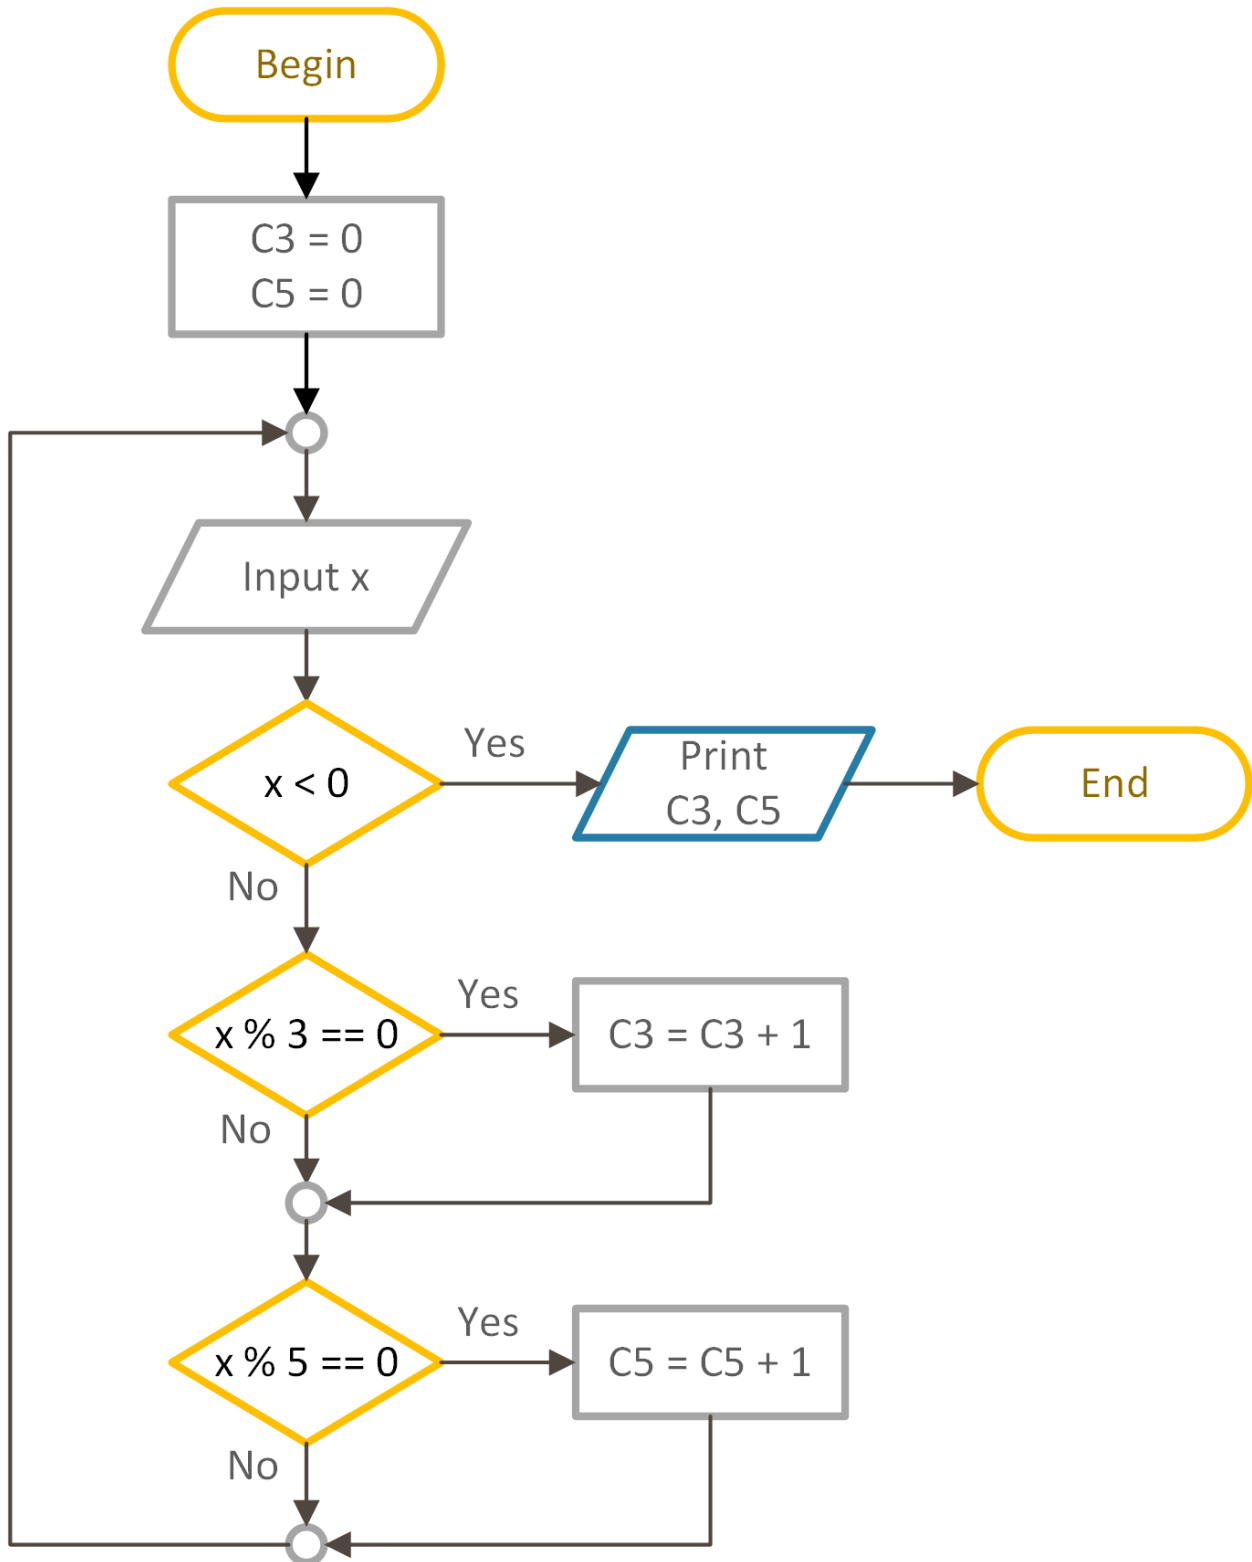 Begin
C3 = 0
C5 = 0
Input x
x < 0
Yes
Print
C3, C5
End
No
x % 3 == 0
Yes
C3 = C3 + 1
No
x % 5 == 0
Yes
C5 = C5 + 1
No